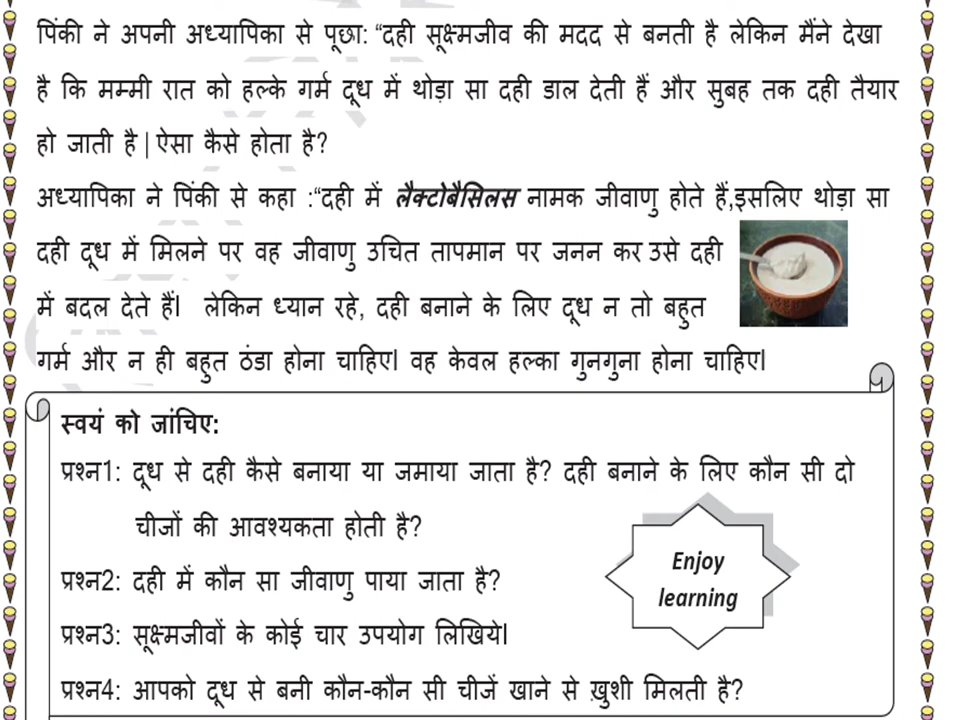 पिंकी ने अपनी अध्यापिका से पूछा: “दही सूक्ष्मजीव की मदद से बनती है लेकिन मैंने देखा
है कि मम्मी रात को हल्के गर्म दूध में थोड़ा सा दही डाल देती हैं और सुबह तक दही तैयार
हो जाती है | ऐसा कैसे होता है?
अध्यापिका ने पिंकी से कहा :“दही में लैक्टोबैसिलस नामक जीवाणु होते हैं,इसलिए थोड़ा सा
दही दूध में मिलने पर वह जीवाणु उचित तापमान पर जनन कर उसे दही
में बदल देते हैं। लेकिन ध्यान रहे, दही बनाने के लिए दूध न तो बहुत
गर्म और न ही बहुत ठंडा होना चाहिए। वह केवल हल्का गुनगुना होना चाहिए।
स्वयं को जांचिए:
प्रश्न1: दूध से दही कैसे बनाया या जमाया जाता है? दही बनाने के लिए कौन सी दो
चीजों की आवश्यकता होती है?
Enjoy
learning
प्रश्न2: दही में कौन सा जीवाणु पाया जाता है?
प्रश्न3: सूक्ष्मजीवों के कोई चार उपयोग लिखिये।
प्रश्न4: आपको दूध से बनी कौन-कौन सी चीजें खाने से ख़ुशी मिलती है?